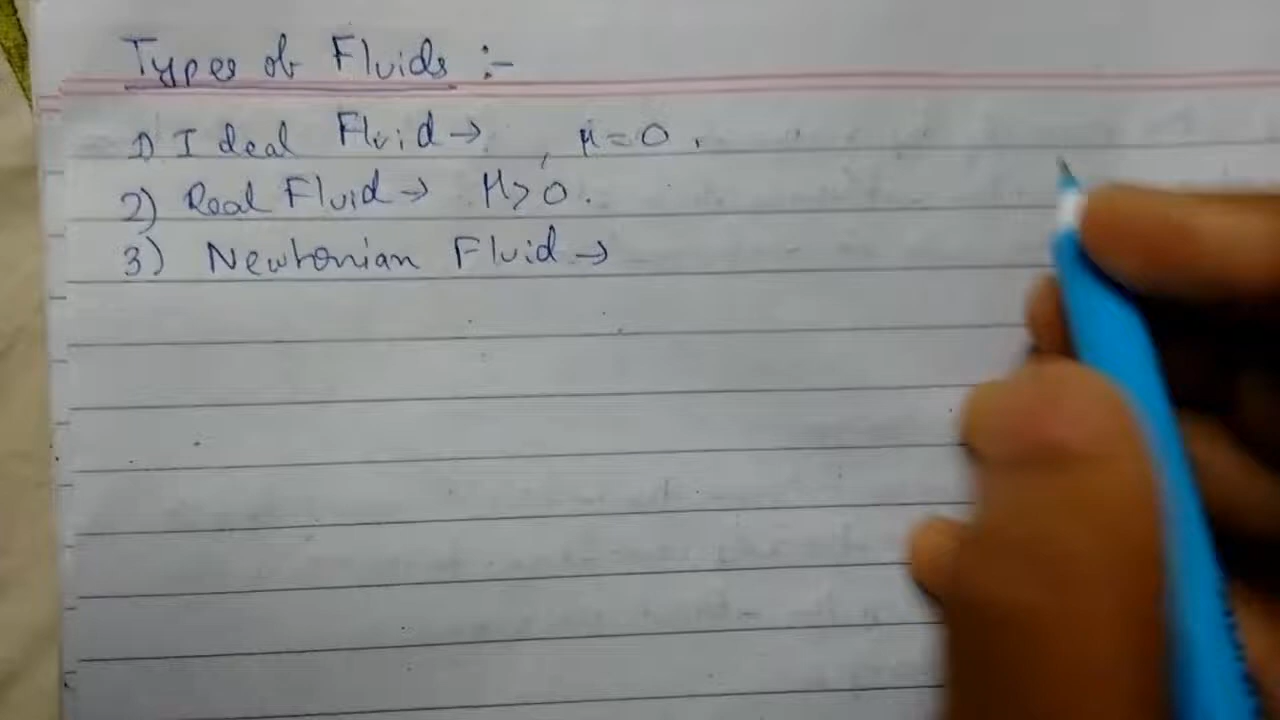 Types of Fluids :-
1) Ideal Fluid → , μ = 0 .
2) Real Fluid → μ > 0 .
3) Newtonian Fluid →